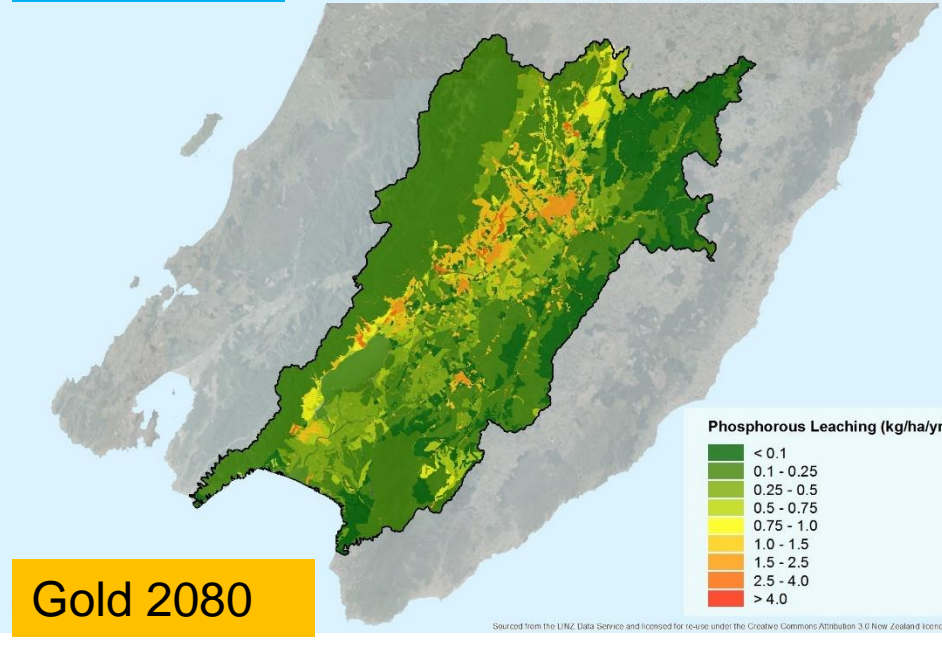 Phosphorous Leaching (kg/ha/yr
< 0.1
0.1 - 0.25
0.25 - 0.5
0.5 - 0.75
0.75 - 1.0
1.0 - 1.5
1.5 - 2.5
2.5 - 4.0
> 4.0
Gold 2080
Sourced from the LINZ Data Service and licensed for re-use under the Creative Commons Attribution 3.0 New Zealand licenc